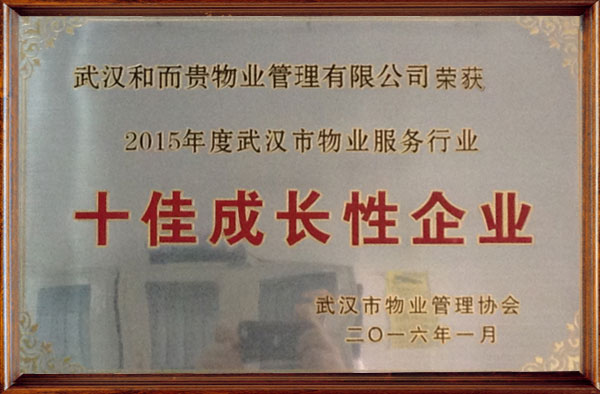 武汉和而贵物业管理有限公司荣获
2015年度武汉市物业服务行业
十佳成长性企业
武汉市物业管理协会
二〇一六年一月